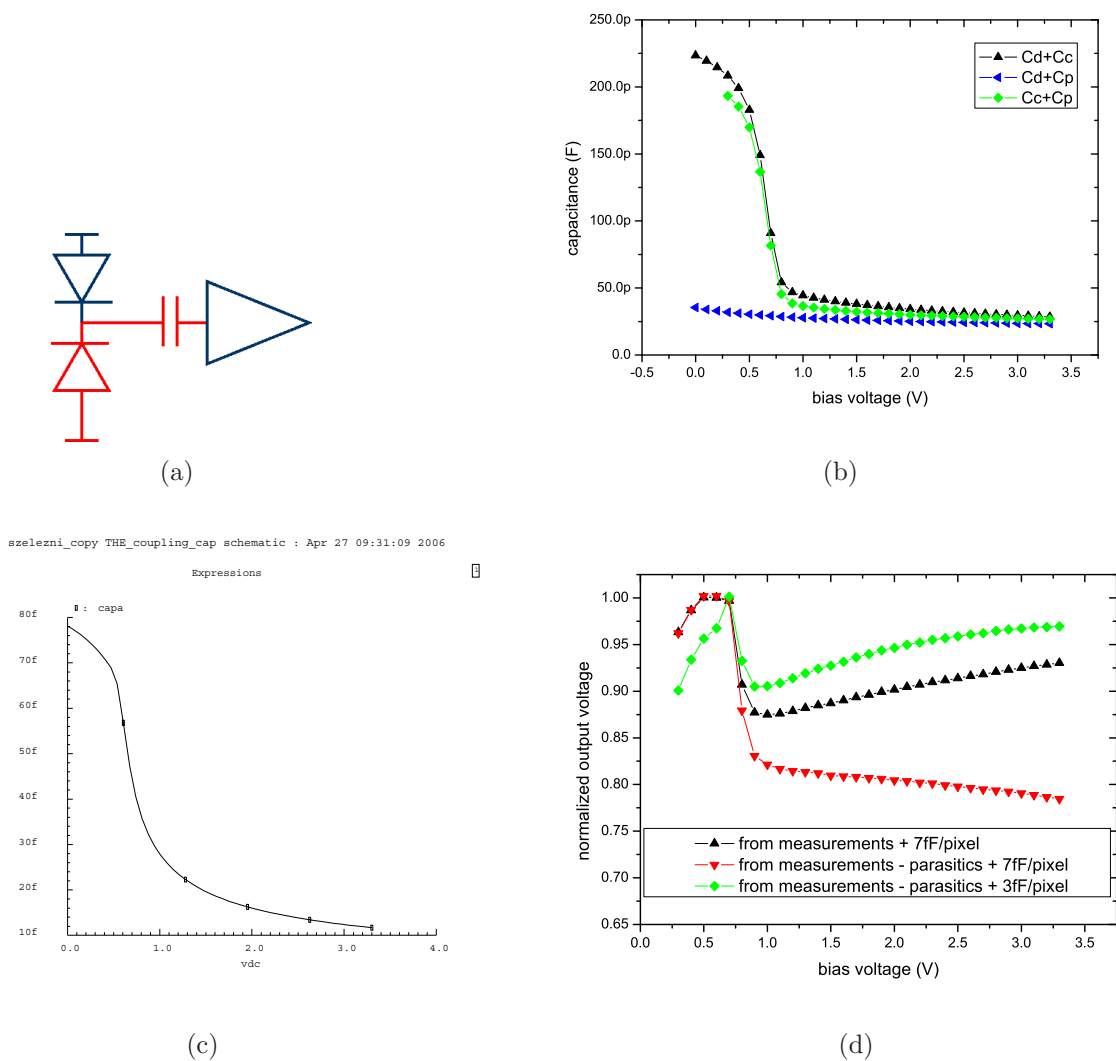 250.0p
200.0p
150.0p
100.0p
50.0p
0.0
capacitance (F)
-0.5 0.0 0.5 1.0 1.5 2.0 2.5 3.0 3.5
bias voltage (V)
Cd+Cc
Cd+Cp
Cc+Cp
(a)
(b)
szelezni_copy THE_coupling_cap schematic : Apr 27 09:31:09 2006
Expressions
1
: capa
80f
70f
60f
50f
40f
30f
20f
10f
0.0 1.0 2.0 3.0 4.0
vdc
(c)
1.00
0.95
0.90
0.85
0.80
0.75
0.70
0.65
normalized output voltage
from measurements + 7fF/pixel
from measurements - parasitics + 7fF/pixel
from measurements - parasitics + 3fF/pixel
0.0 0.5 1.0 1.5 2.0 2.5 3.0 3.5
bias voltage (V)
(d)